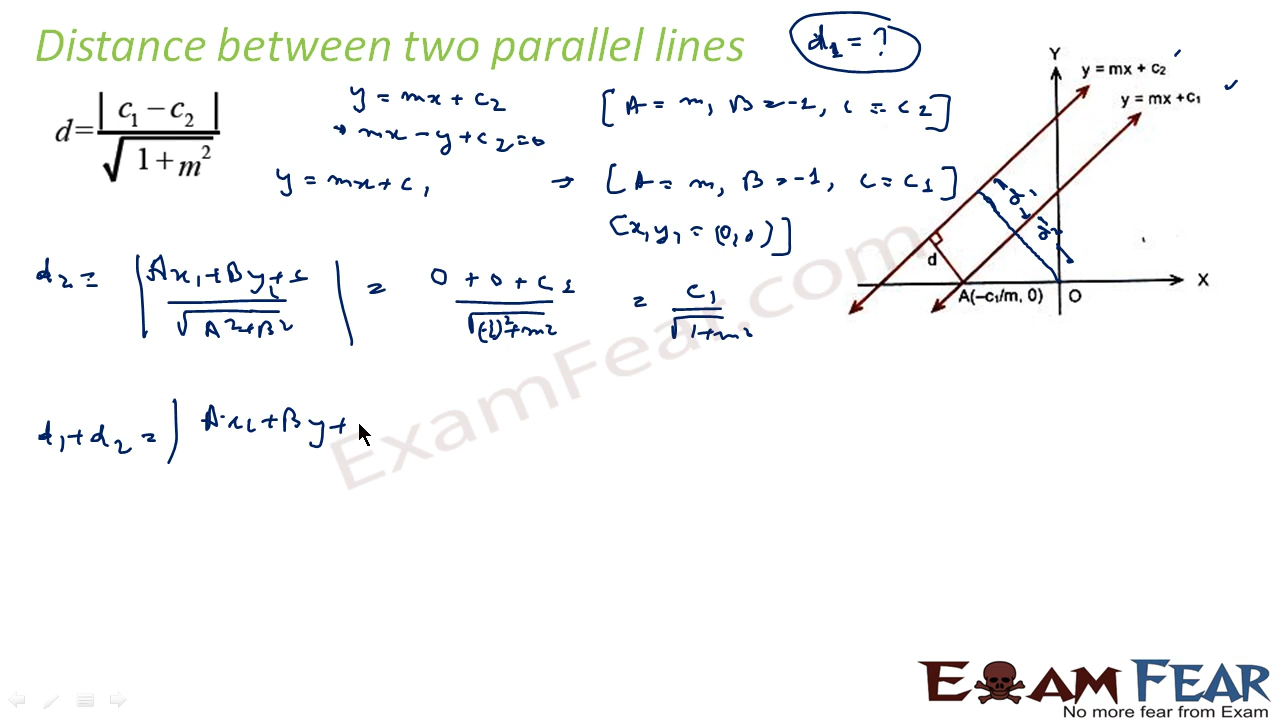 Distance between two parallel lines
d₁ = ?
d = |c₁ − c₂| / √(1 + m²)
y = mx + c₂
[A = m, B = -1, C = c₂]
→ mx − y + c₂ = 0
y = mx + c₁ → [A = m, B = -1, C = c₁]
(x₁y₁ = (0,0)]
d₂ = |(Ax₁ + By₁ + C) / √(A² + B²)| = (0 + 0 + c₁) / √((-1)² + m²) = c₁ / √(1 + m²)
d₁ + d₂ = | A·x₁ + B y +
Y
y = mx + c₂
y = mx + c₁
d₁
d₂
d
X
A(−c₁/m, 0) O
ExamFear.com
EXAM FEAR
No more fear from Exam